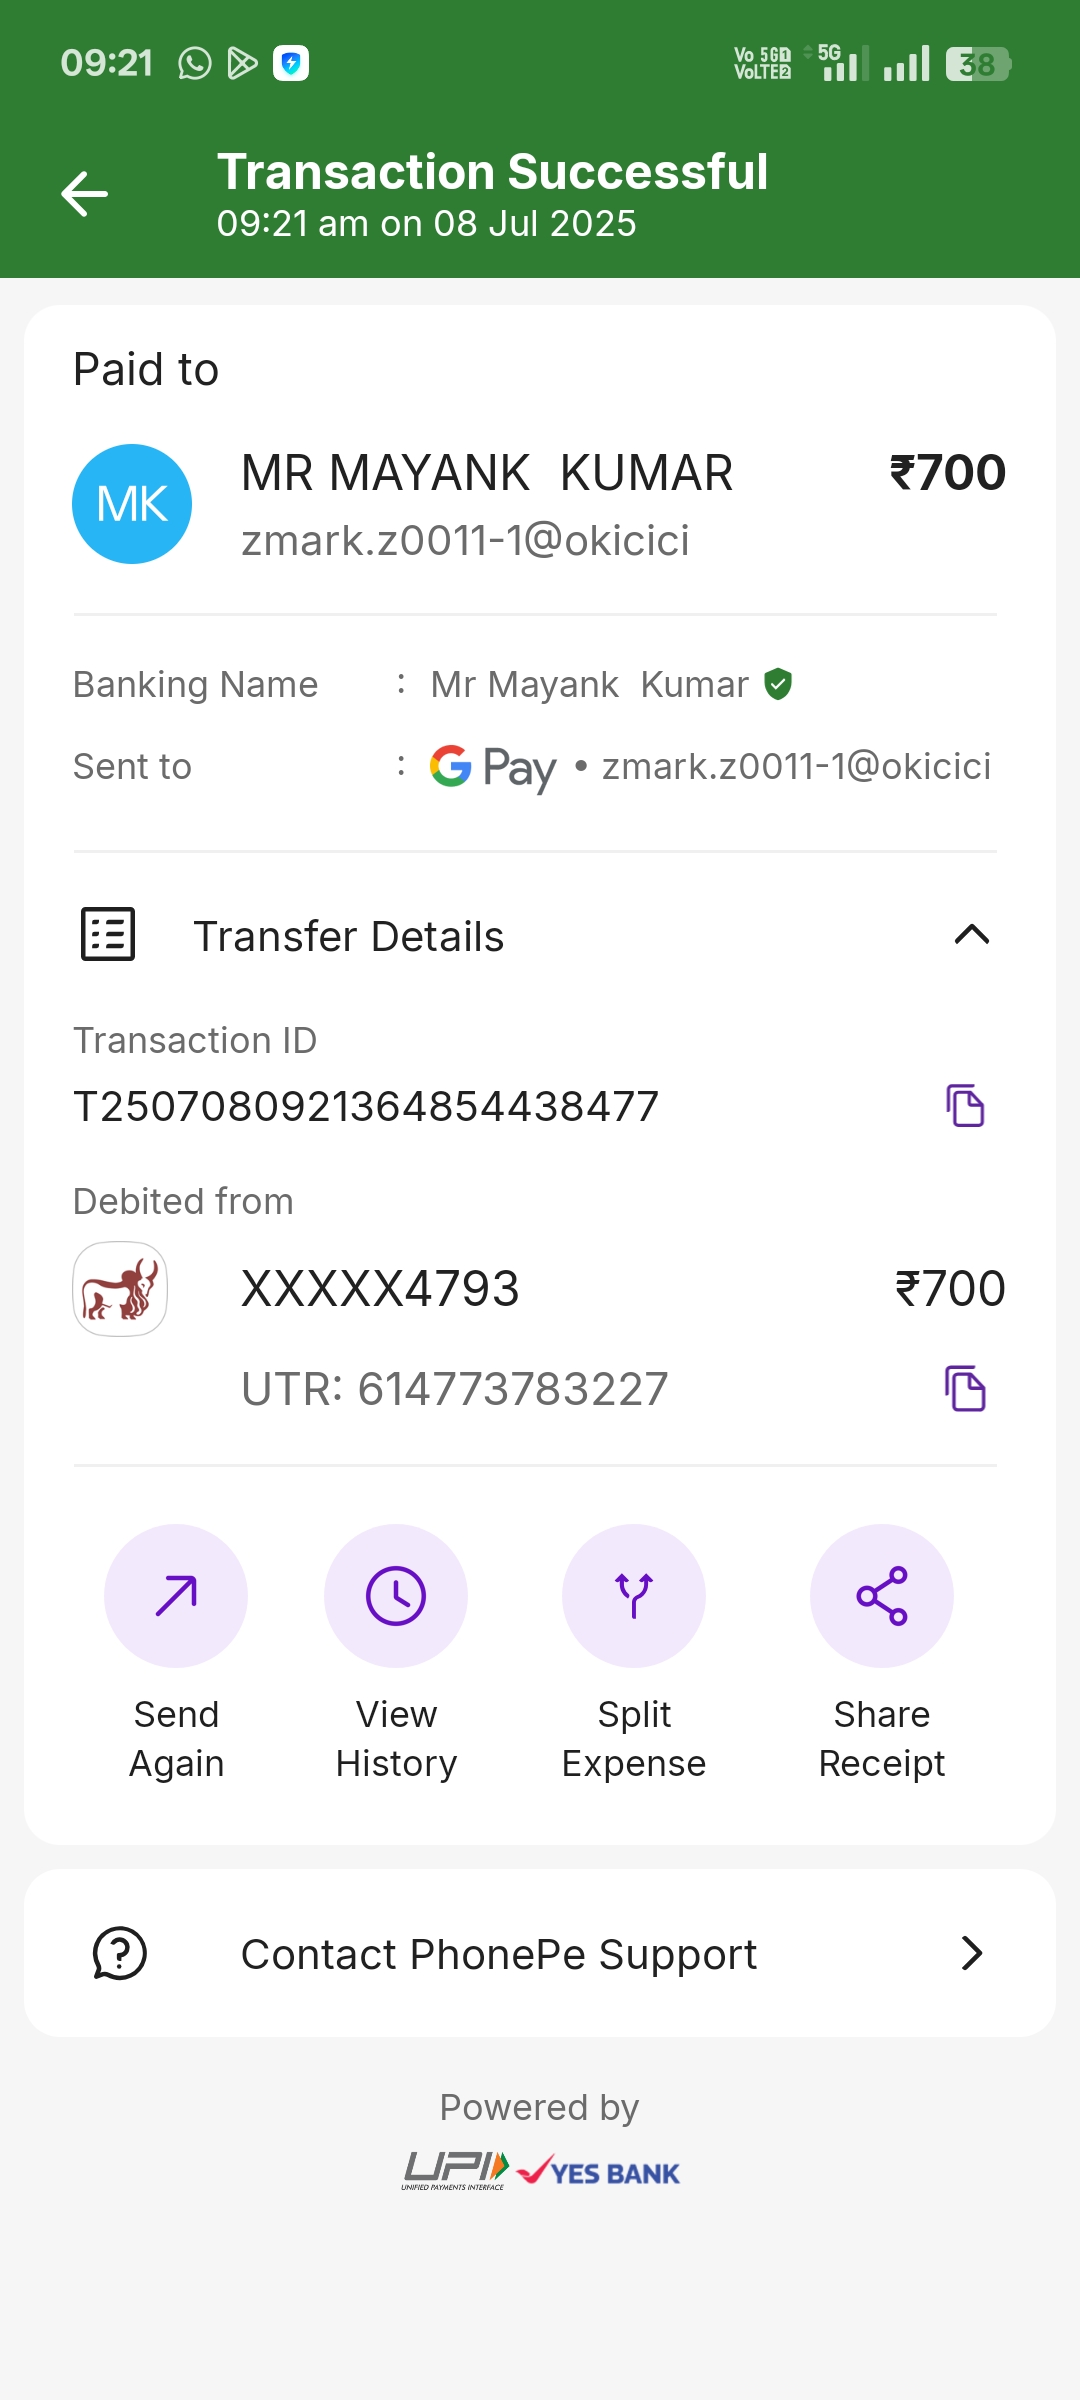 09:21
Vo 5G1
VoLTE2
5G
38
Transaction Successful
09:21 am on 08 Jul 2025
Paid to
MK
MR MAYANK  KUMAR
₹700
zmark.z0011-1@okicici
Banking Name : Mr Mayank  Kumar
Sent to : G Pay • zmark.z0011-1@okicici
Transfer Details
Transaction ID
T2507080921364854438477
Debited from
XXXXX4793 ₹700
UTR: 614773783227
Send Again
View History
Split Expense
Share Receipt
Contact PhonePe Support
Powered by
UPI YES BANK
UNIFIED PAYMENTS INTERFACE